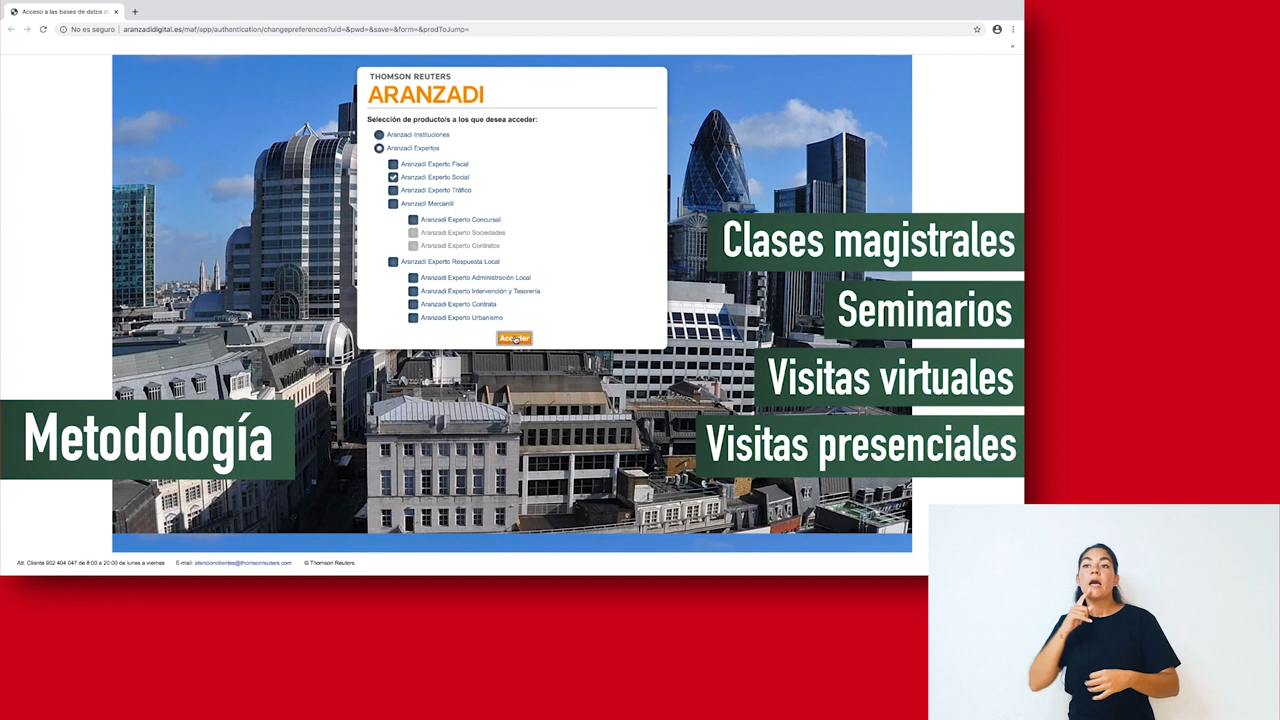 Acceso a las bases de datos d
No es seguro
aranzadidigital.es/maf/app/authentication/changepreferences?uid=&pwd=&save=&form=&prodToJump=
THOMSON REUTERS
ARANZADI
Selección de producto/s a los que desea acceder:
Aranzadi Instituciones
Aranzadi Expertos
Aranzadi Experto Fiscal
Aranzadi Experto Social
Aranzadi Experto Tráfico
Aranzadi Mercantil
Aranzadi Experto Concursal
Aranzadi Experto Sociedades
Aranzadi Experto Contratos
Aranzadi Experto Respuesta Local
Aranzadi Experto Administración Local
Aranzadi Experto Intervención y Tesorería
Aranzadi Experto Contrata
Aranzadi Experto Urbanismo
Acceder
Clases magistrales
Seminarios
Visitas virtuales
Visitas presenciales
Metodología
Att. Cliente 902 404 047 de 8:00 a 20:00 de lunes a viernes
E-mail: atencionclientes@thomsonreuters.com
© Thomson Reuters.